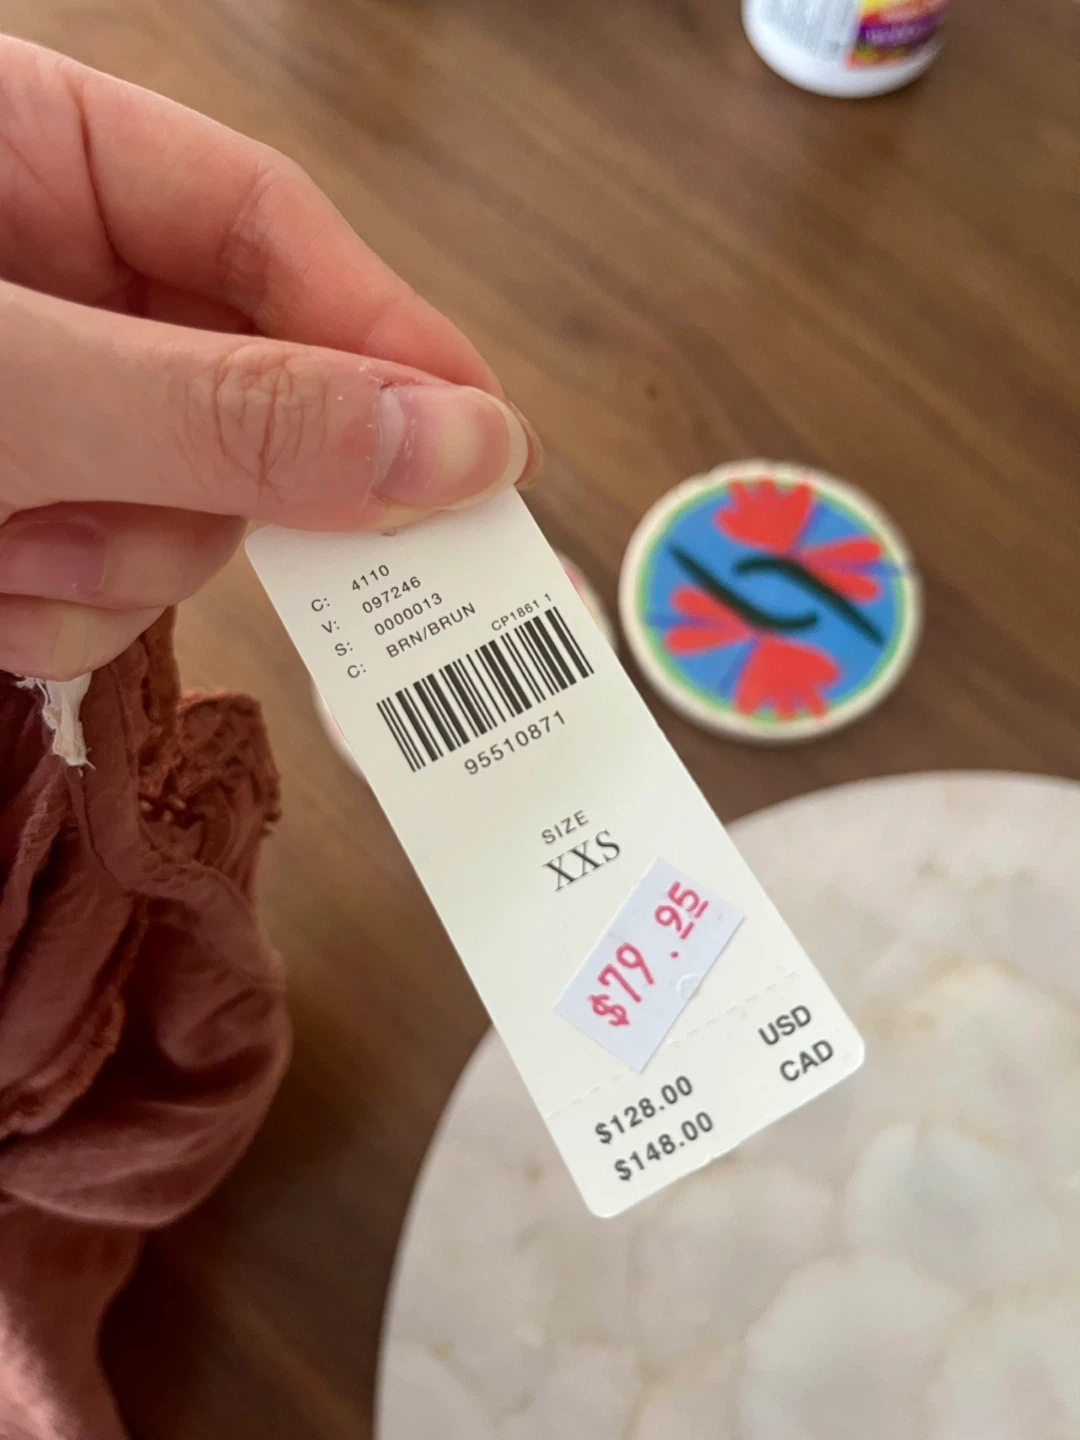 C: 4110
V: 097246
S: 0000013
C: BRN/BRUN
CP1861 1
95510871
SIZE
XXS
$79.95
$128.00 USD
$148.00 CAD